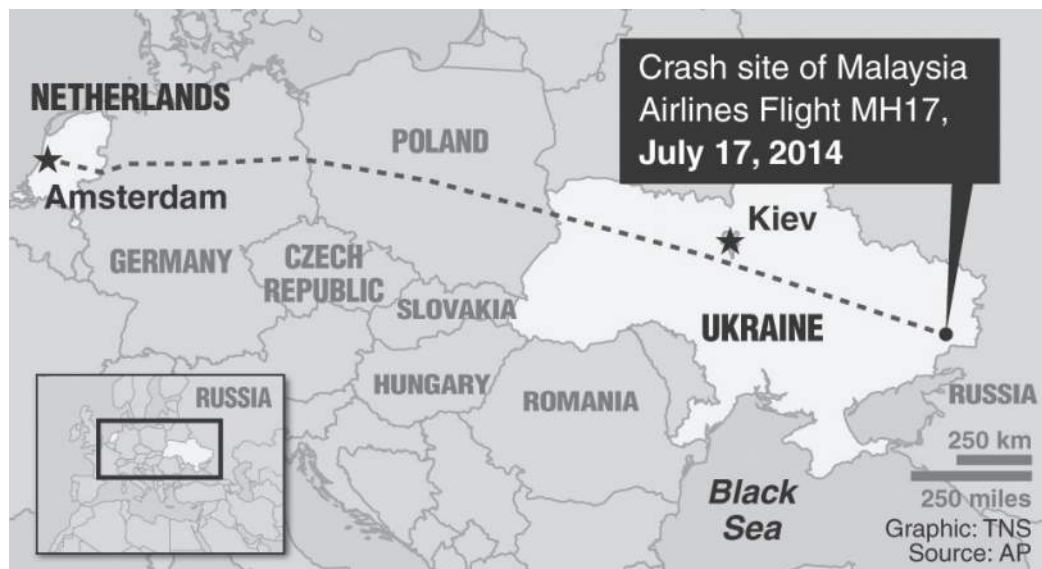 Crash site of Malaysia
Airlines Flight MH17,
July 17, 2014
NETHERLANDS
POLAND
Amsterdam
Kiev
GERMANY
CZECH
REPUBLIC
SLOVAKIA
UKRAINE
HUNGARY
ROMANIA
RUSSIA
RUSSIA
250 km
250 miles
Black
Sea
Graphic: TNS
Source: AP